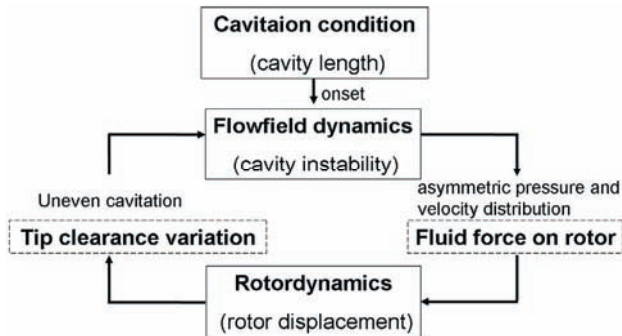 Cavitaion condition
(cavity length)
onset
Flowfield dynamics
(cavity instability)
Uneven cavitation
asymmetric pressure and
velocity distribution
Tip clearance variation
Fluid force on rotor
Rotordynamics
(rotor displacement)